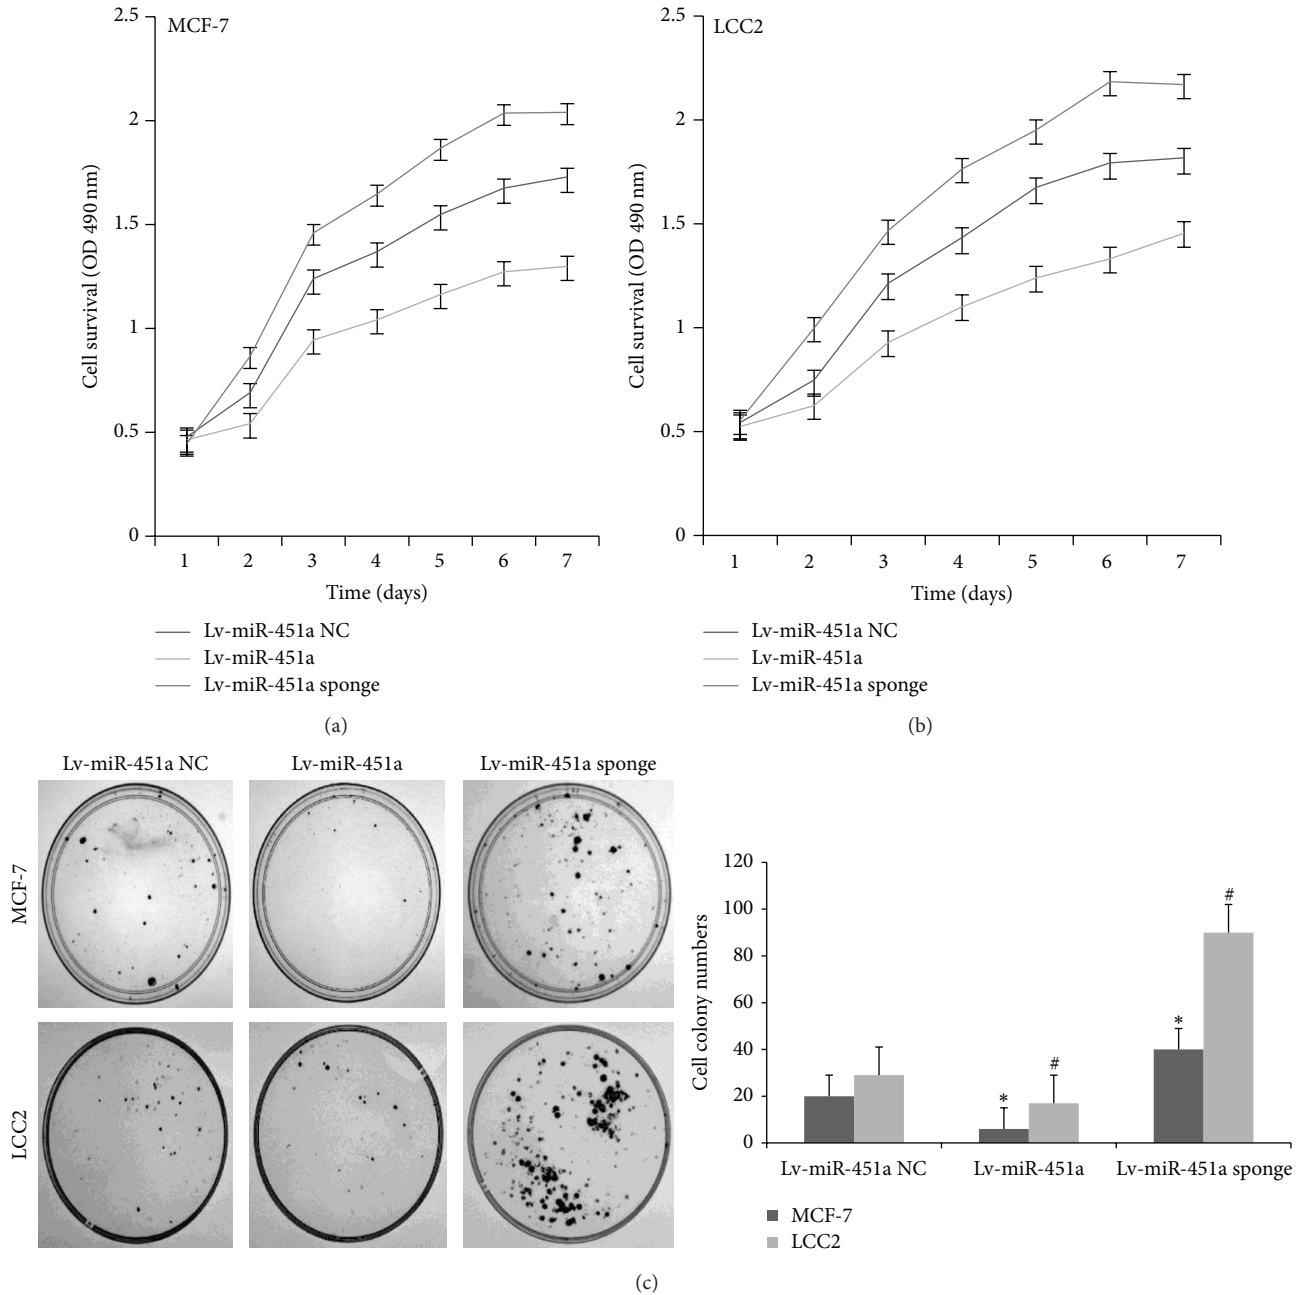 MCF-7
2.5
2
1.5
1
0.5
0
Cell survival (OD 490 nm)
1 2 3 4 5 6 7
Time (days)
Lv-miR-451a NC
Lv-miR-451a
Lv-miR-451a sponge
(a)
LCC2
2.5
2
1.5
1
0.5
0
Cell survival (OD 490 nm)
1 2 3 4 5 6 7
Time (days)
Lv-miR-451a NC
Lv-miR-451a
Lv-miR-451a sponge
(b)
Lv-miR-451a NC Lv-miR-451a Lv-miR-451a sponge
MCF-7
LCC2
120
100
80
60
40
20
0
Cell colony numbers
*
#
*
#
Lv-miR-451a NC Lv-miR-451a Lv-miR-451a sponge
MCF-7
LCC2
(c)